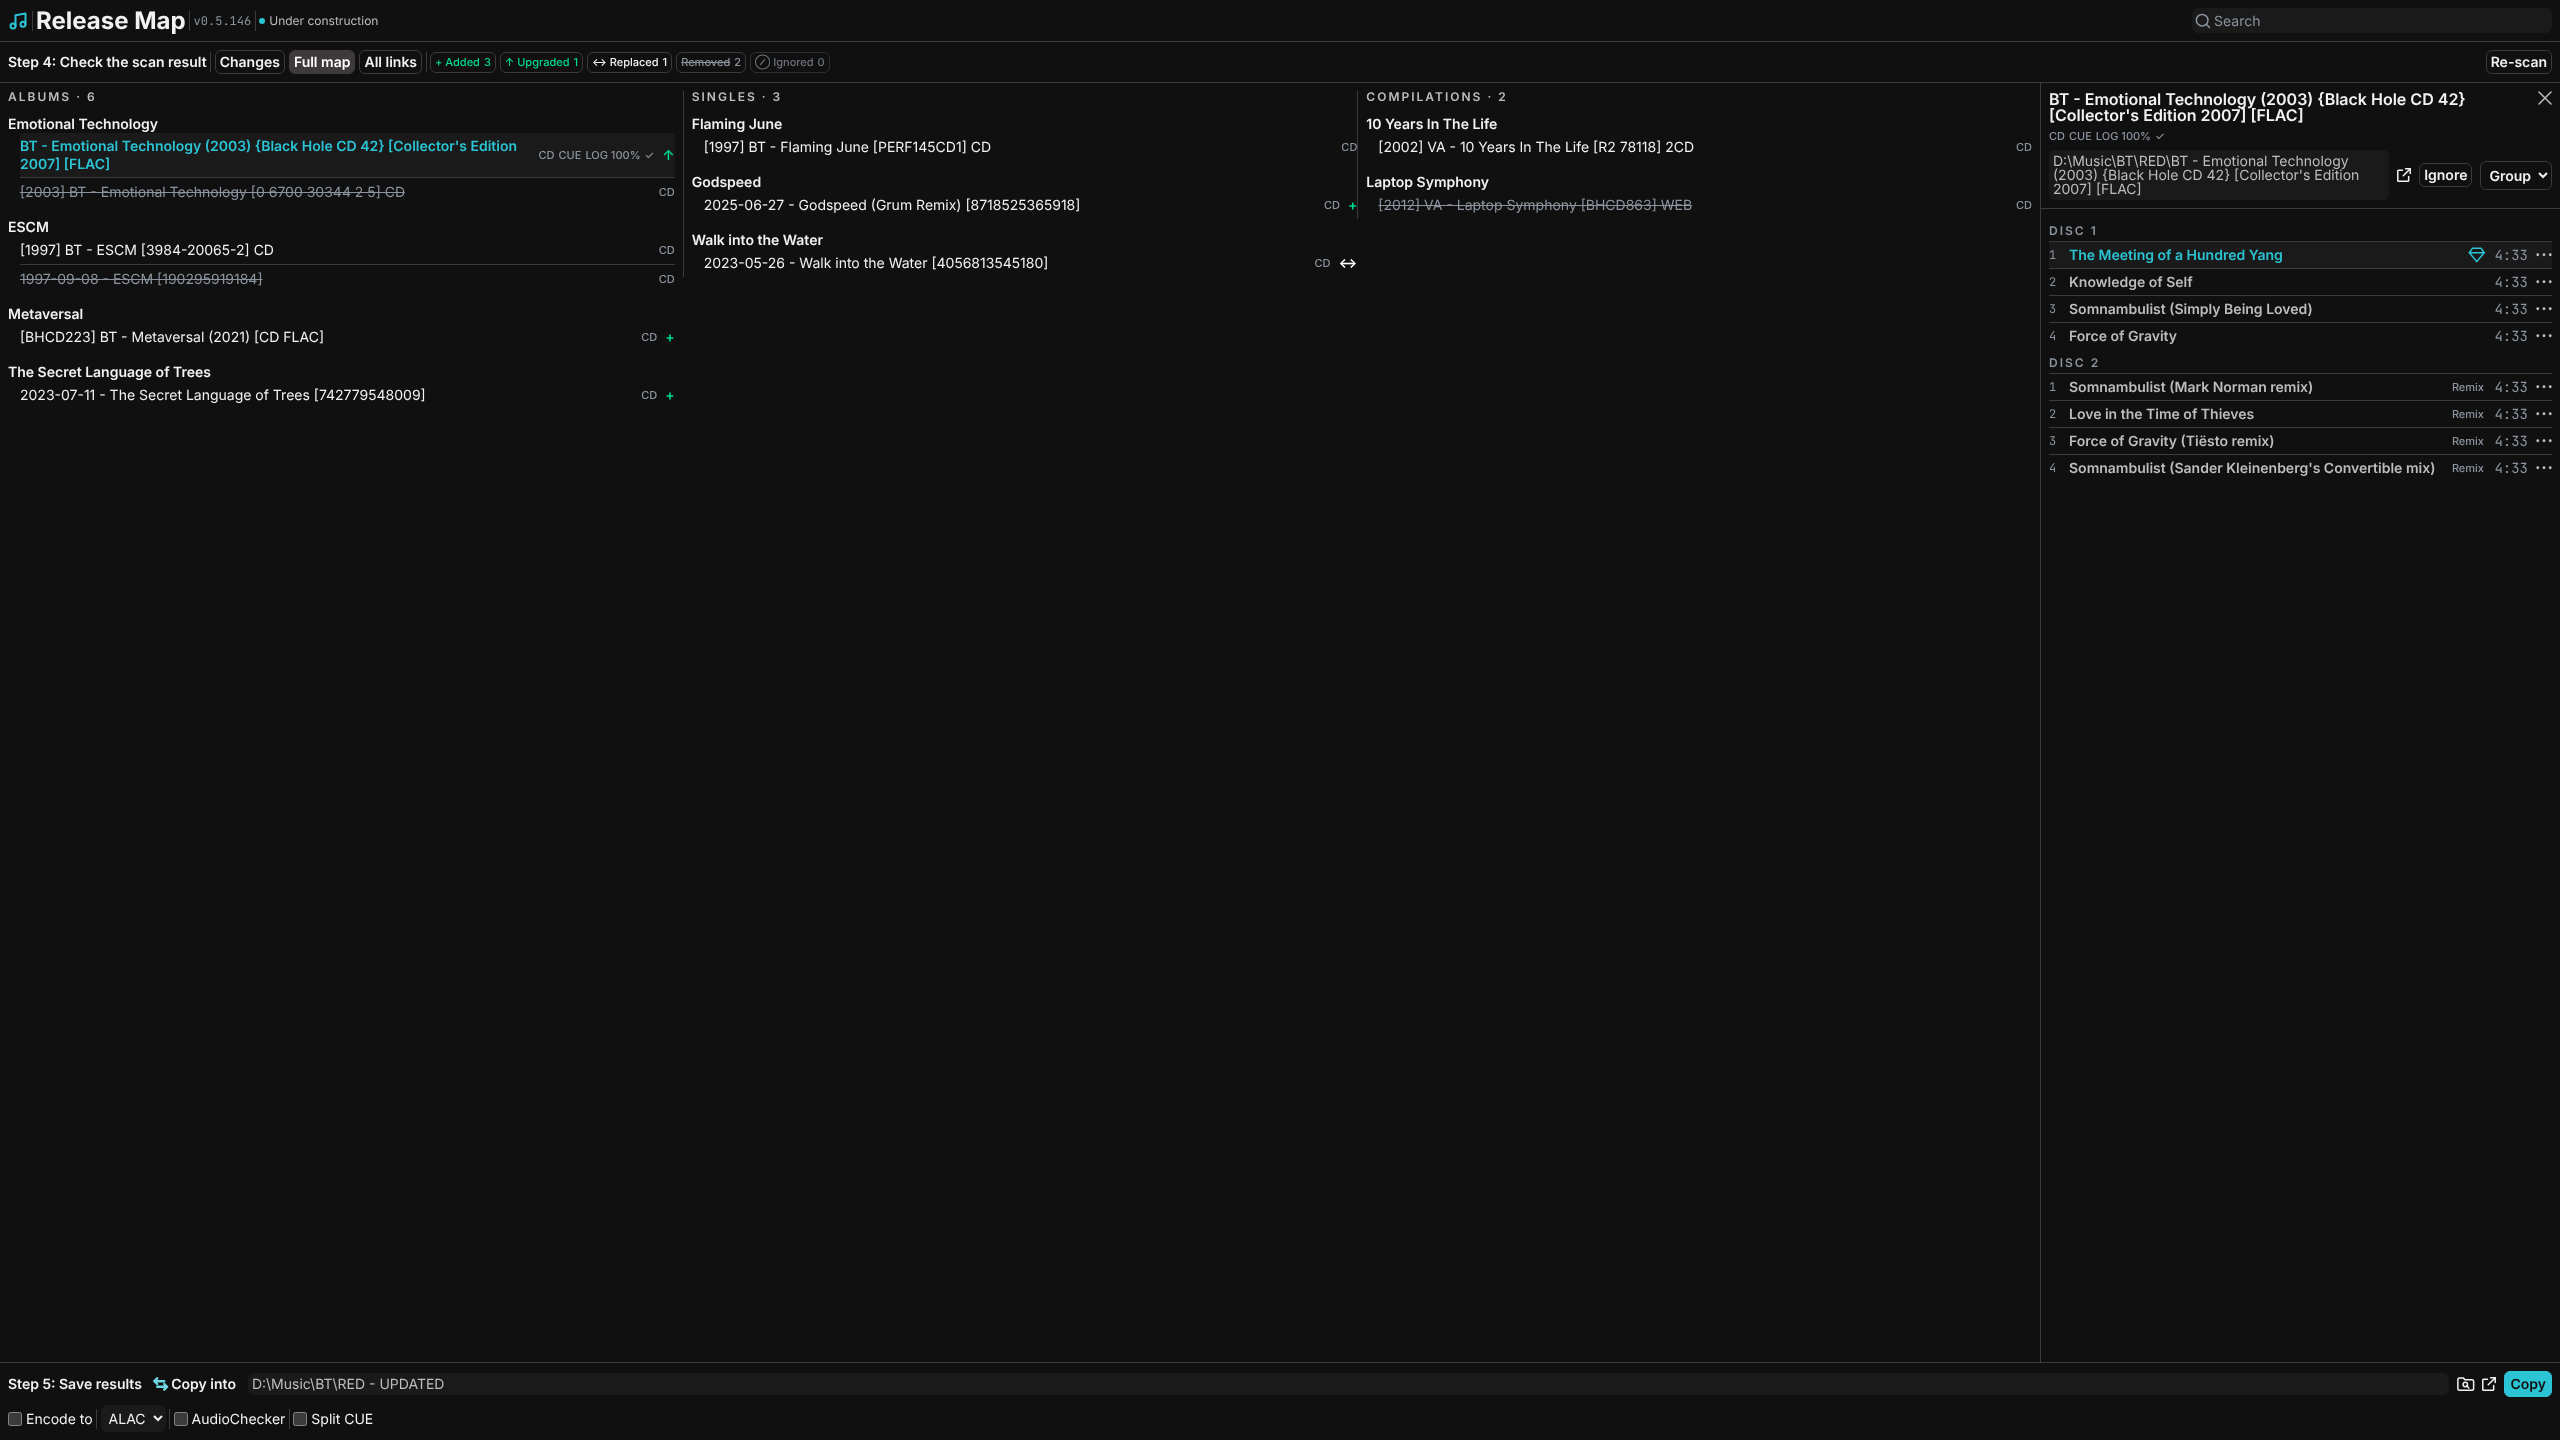 Release Map v0.5.146 Under construction
Search
Step 4: Check the scan result Changes Full map All links + Added 3 ↑ Upgraded 1 ↔ Replaced 1 Removed 2 Ignored 0 Re-scan
ALBUMS · 6
Emotional Technology
BT - Emotional Technology (2003) {Black Hole CD 42} [Collector's Edition
2007] [FLAC]
CD CUE LOG 100% ✓ ↑
[2003] BT - Emotional Technology [0 6700 30344 2 5] CD CD
ESCM
[1997] BT - ESCM [3984-20065-2] CD CD
1997-09-08 - ESCM [190295919184] CD
Metaversal
[BHCD223] BT - Metaversal (2021) [CD FLAC] CD +
The Secret Language of Trees
2023-07-11 - The Secret Language of Trees [742779548009] CD +
SINGLES · 3
Flaming June
[1997] BT - Flaming June [PERF145CD1] CD CD
Godspeed
2025-06-27 - Godspeed (Grum Remix) [8718525365918] CD +
Walk into the Water
2023-05-26 - Walk into the Water [4056813545180] CD ↔
COMPILATIONS · 2
10 Years In The Life
[2002] VA - 10 Years In The Life [R2 78118] 2CD CD
Laptop Symphony
[2012] VA - Laptop Symphony [BHCD863] WEB CD
BT - Emotional Technology (2003) {Black Hole CD 42}
[Collector's Edition 2007] [FLAC]
CD CUE LOG 100% ✓
D:\Music\BT\RED\BT - Emotional Technology
(2003) {Black Hole CD 42} [Collector's Edition
2007] [FLAC]
Ignore Group
DISC 1
1 The Meeting of a Hundred Yang 4:33
2 Knowledge of Self 4:33
3 Somnambulist (Simply Being Loved) 4:33
4 Force of Gravity 4:33
DISC 2
1 Somnambulist (Mark Norman remix) Remix 4:33
2 Love in the Time of Thieves Remix 4:33
3 Force of Gravity (Tiësto remix) Remix 4:33
4 Somnambulist (Sander Kleinenberg's Convertible mix) Remix 4:33
Step 5: Save results Copy into D:\Music\BT\RED - UPDATED Copy
Encode to ALAC AudioChecker Split CUE